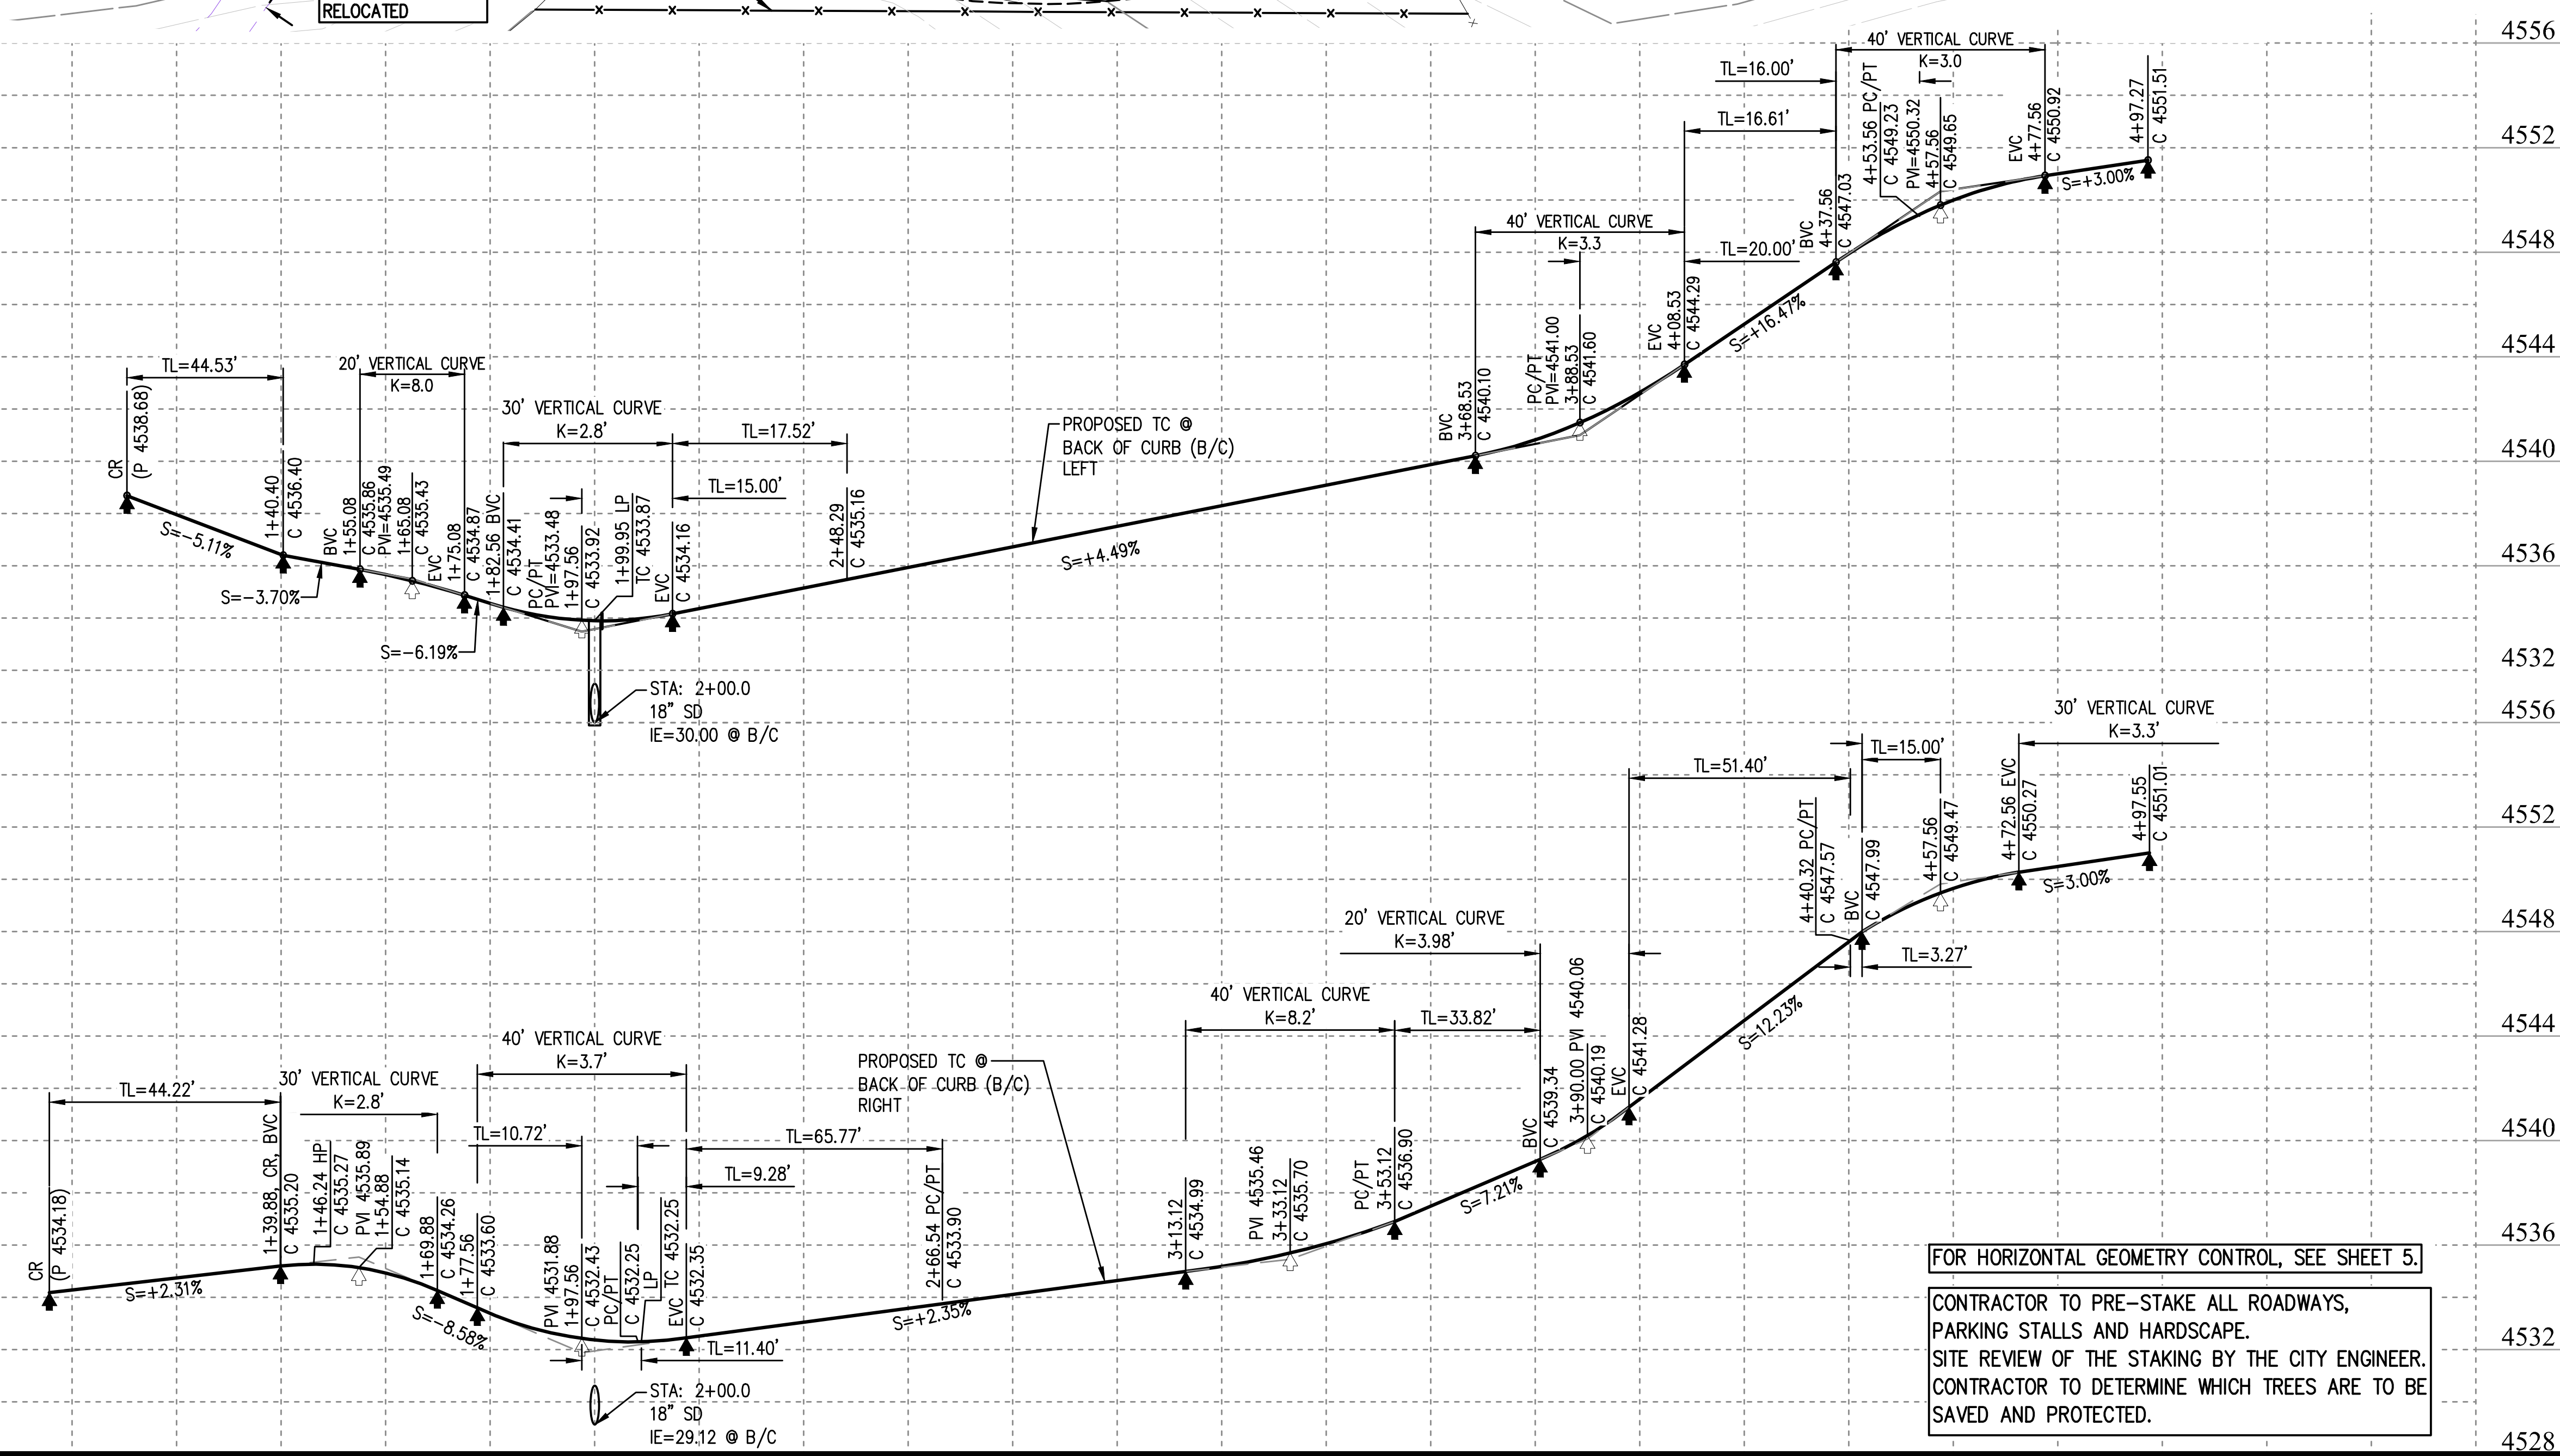 RELOCATED
4556
40' VERTICAL CURVE
K=3.0
TL=16.00'
TL=16.61'
4+53.56 PC/PT
C 4549.23
PVI=4550.32
4+57.56
C 4549.65
EVC
4+77.56
C 4550.92
4+97.27
C 4551.51
S=+3.00%
4552
BVC
4+37.56
C 4547.03
40' VERTICAL CURVE
K=3.3
TL=20.00'
4548
EVC
4+08.53
C 4544.29
S=+16.47%
PC/PT
PVI=4541.00
3+88.53
C 4541.60
BVC
3+68.53
C 4540.10
4544
TL=44.53'
20' VERTICAL CURVE
K=8.0
30' VERTICAL CURVE
K=2.8'
TL=17.52'
TL=15.00'
PROPOSED TC @
BACK OF CURB (B/C)
LEFT
4540
CR
(P 4538.68)
S=-5.11%
1+40.40
C 4536.40
BVC
1+55.08
C 4535.86
PVI=4535.49
1+65.08
C 4535.43
EVC
1+75.08
C 4534.87
1+82.56 BVC
C 4534.41
PC/PT
PVI=4533.48
1+97.56
C 4533.92
1+999.95 LP
TC 4533.87
EVC
C 4534.16
2+48.29
C 4535.16
S=+4.49%
4536
S=-3.70%
S=-6.19%
4532
STA: 2+00.0
18" SD
IE=30.00 @ B/C
4556
30' VERTICAL CURVE
K=3.3'
TL=15.00'
TL=51.40'
4+40.32 PC/PT
C 4547.57
BVC
C 4547.99
4+57.56
C 4549.47
4+72.56 EVC
C 4550.27
4+97.55
C 4551.01
S=3.00%
4552
4548
TL=3.27'
20' VERTICAL CURVE
K=3.98'
40' VERTICAL CURVE
K=8.2'
TL=33.82'
BVC
C 4539.34
3+90.00 PVI 4540.06
C 4540.19
EVC
C 4541.28
S=12.23%
4544
40' VERTICAL CURVE
K=3.7'
PROPOSED TC @
BACK OF CURB (B/C)
RIGHT
TL=44.22'
30' VERTICAL CURVE
K=2.8'
TL=10.72'
TL=65.77'
TL=9.28'
4540
CR
(P 4534.18)
S=+2.31%
1+39.88, CR, BVC
C 4535.20
1+46.24 HP
C 4535.27
PVI 4535.89
1+54.88
C 4535.14
1+69.88
C 4534.26
1+77.56
C 4533.60
S=-8.58%
PVI 4531.88
1+97.56
C 4532.43
PC/PT
C 4532.25
LP
TC 4532.25
EVC
C 4532.35
2+66.54 PC/PT
C 4533.90
S=+2.35%
3+13.12
C 4534.99
PVI 4535.46
3+33.12
C 4535.70
PC/PT
3+53.12
C 4536.90
S=7.21%
4536
TL=11.40'
4532
STA: 2+00.0
18" SD
IE=29.12 @ B/C
FOR HORIZONTAL GEOMETRY CONTROL, SEE SHEET 5.
CONTRACTOR TO PRE-STAKE ALL ROADWAYS,
PARKING STALLS AND HARDSCAPE.
SITE REVIEW OF THE STAKING BY THE CITY ENGINEER.
CONTRACTOR TO DETERMINE WHICH TREES ARE TO BE
SAVED AND PROTECTED.
4528